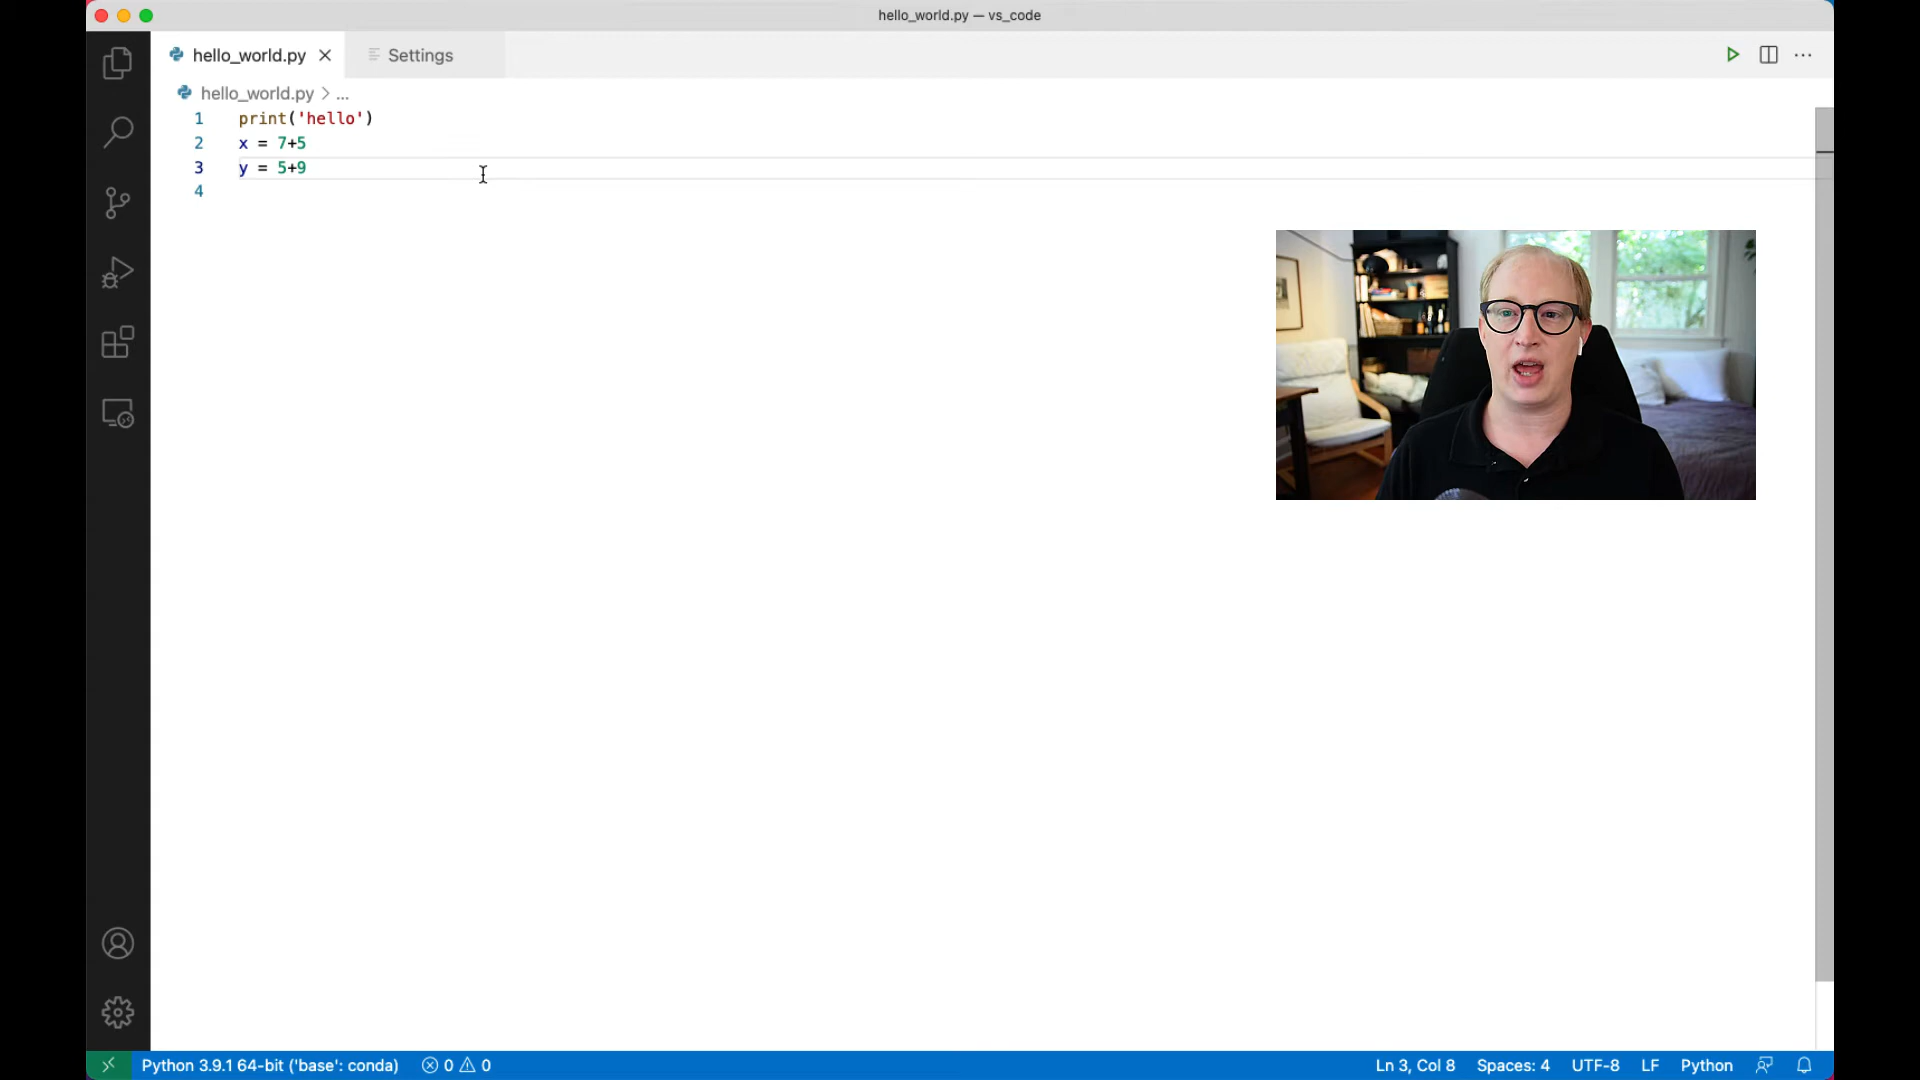 hello_world.py — vs_code
hello_world.py
Settings
hello_world.py > ...
1 print('hello')
2 x = 7+5
3 y = 5+9
4
Python 3.9.1 64-bit ('base': conda) 0 0 Ln 3, Col 8 Spaces: 4 UTF-8 LF Python